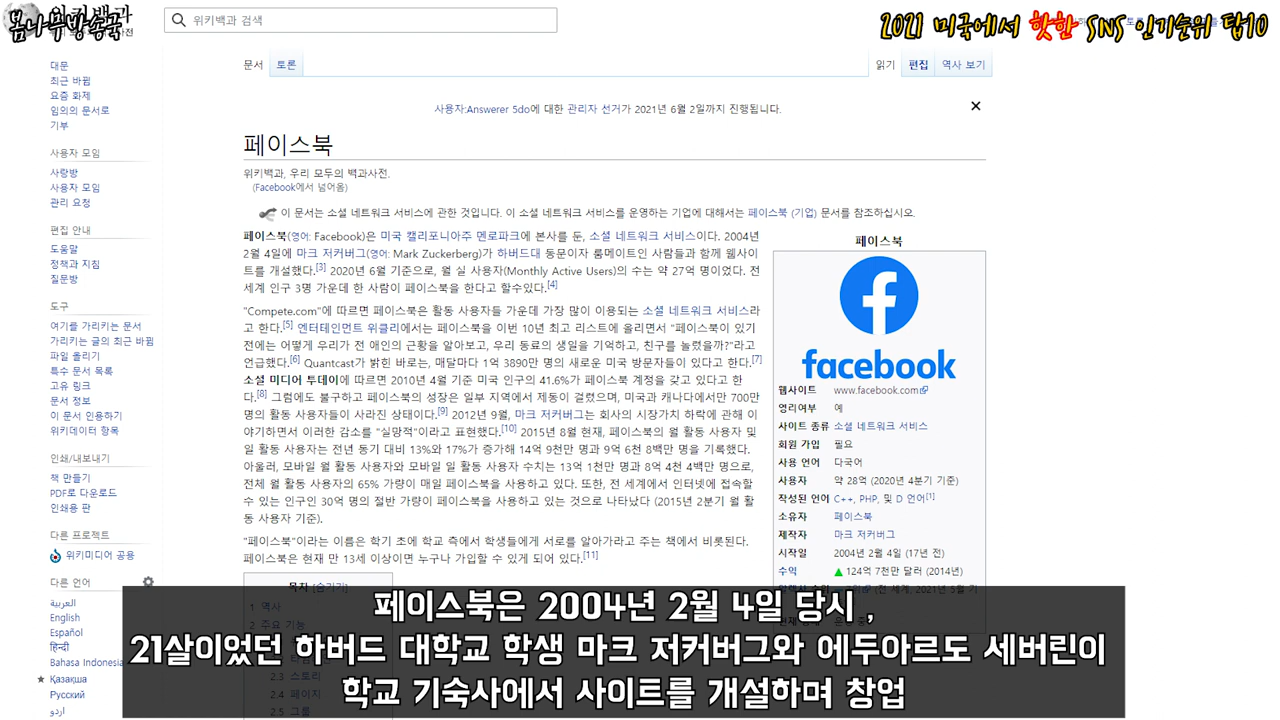 위키백과
봄나무방송국
위키백과 검색
2021 미국에서 핫한 SNS 인기순위 탑10
대문
최근 바뀜
요즘 화제
임의의 문서로
기부
사용자 모임
사랑방
사용자 모임
관리 요청
편집 안내
도움말
정책과 지침
질문방
도구
여기를 가리키는 문서
가리키는 글의 최근 바뀜
파일 올리기
특수 문서 목록
고유 링크
문서 정보
이 문서 인용하기
위키데이터 항목
인쇄/내보내기
책 만들기
PDF로 다운로드
인쇄용 판
다른 프로젝트
위키미디어 공용
다른 언어
العربية
English
Español
हिन्दी
Bahasa Indonesia
Қазақша
Русский
اردو
문서 토론
읽기 편집 역사 보기
사용자:Answerer 5do에 대한 관리자 선거가 2021년 6월 2일까지 진행됩니다.
페이스북
위키백과, 우리 모두의 백과사전.
(Facebook에서 넘어옴)
이 문서는 소셜 네트워크 서비스에 관한 것입니다. 이 소셜 네트워크 서비스를 운영하는 기업에 대해서는 페이스북 (기업) 문서를 참조하십시오.
페이스북(영어: Facebook)은 미국 캘리포니아주 멘로파크에 본사를 둔, 소셜 네트워크 서비스이다. 2004년
2월 4일에 마크 저커버그(영어: Mark Zuckerberg)가 하버드대 동문이자 룸메이트인 사람들과 함께 웹사이
트를 개설했다.[3] 2020년 6월 기준으로, 월 실 사용자(Monthly Active Users)의 수는 약 27억 명이었다. 전
세계 인구 3명 가운데 한 사람이 페이스북을 한다고 할수있다.[4]
"Compete.com"에 따르면 페이스북은 활동 사용자들 가운데 가장 많이 이용되는 소셜 네트워크 서비스라
고 한다.[5] 엔터테인먼트 위클리에서는 페이스북을 이번 10년 최고 리스트에 올리면서 "페이스북이 있기
전에는 어떻게 우리가 전 애인의 근황을 알아보고, 우리 동료의 생일을 기억하고, 친구를 놀렸을까?"라고
언급했다.[6] Quantcast가 밝힌 바로는, 매달마다 1억 3890만 명의 새로운 미국 방문자들이 있다고 한다.[7]
소셜 미디어 투데이에 따르면 2010년 4월 기준 미국 인구의 41.6%가 페이스북 계정을 갖고 있다고 한
다.[8] 그럼에도 불구하고 페이스북의 성장은 일부 지역에서 제동이 걸렸으며, 미국과 캐나다에서만 700만
명의 활동 사용자들이 사라진 상태이다.[9] 2012년 9월, 마크 저커버그는 회사의 시장가치 하락에 관해 이
야기하면서 이러한 감소를 "실망적"이라고 표현했다.[10] 2015년 8월 현재, 페이스북의 월 활동 사용자 및
일 활동 사용자는 전년 동기 대비 13%와 17%가 증가해 14억 9천만 명과 9억 6천 8백만 명을 기록했다.
아울러, 모바일 월 활동 사용자와 모바일 일 활동 사용자 수치는 13억 1천만 명과 8억 4천 4백만 명으로,
전체 월 활동 사용자의 65% 가량이 매일 페이스북을 사용하고 있다. 또한, 전 세계에서 인터넷에 접속할
수 있는 인구인 30억 명의 절반 가량이 페이스북을 사용하고 있는 것으로 나타났다 (2015년 2분기 월 활
동 사용자 기준).
"페이스북"이라는 이름은 학기 초에 학교 측에서 학생들에게 서로를 알아가라고 주는 책에서 비롯된다.
페이스북은 현재 만 13세 이상이면 누구나 가입할 수 있게 되어 있다.[11]
페이스북
facebook
웹사이트 www.facebook.com
영리여부 예
사이트 종류 소셜 네트워크 서비스
회원 가입 필요
사용 언어 다국어
사용자 약 28억 (2020년 4분기 기준)
작성된 언어 C++, PHP, 및 D 언어[1]
소유자 페이스북
제작자 마크 저커버그
시작일 2004년 2월 4일 (17년 전)
수익 ▲ 124억 7천만 달러 (2014년)
목차 [숨기기]
1 역사
2 주요 기능
2.3 스토리
2.4 페이지
2.5 그룹
페이스북은 2004년 2월 4일 당시,
21살이었던 하버드 대학교 학생 마크 저커버그와 에두아르도 세버린이
학교 기숙사에서 사이트를 개설하며 창업